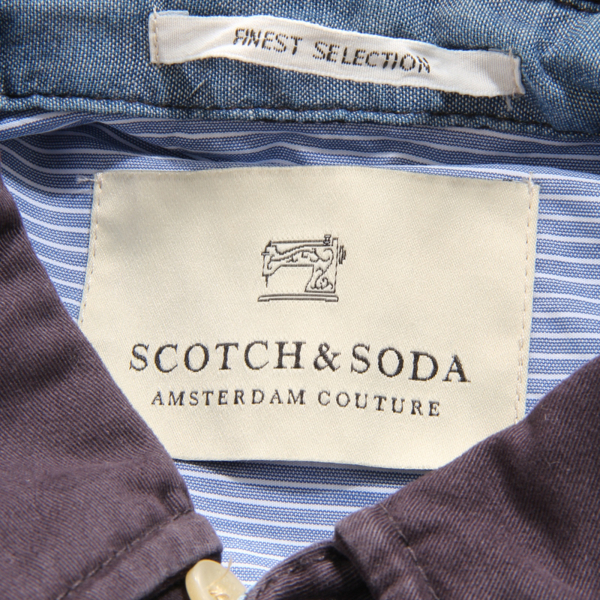 FINEST SELECTION
SCOTCH & SODA
AMSTERDAM COUTURE